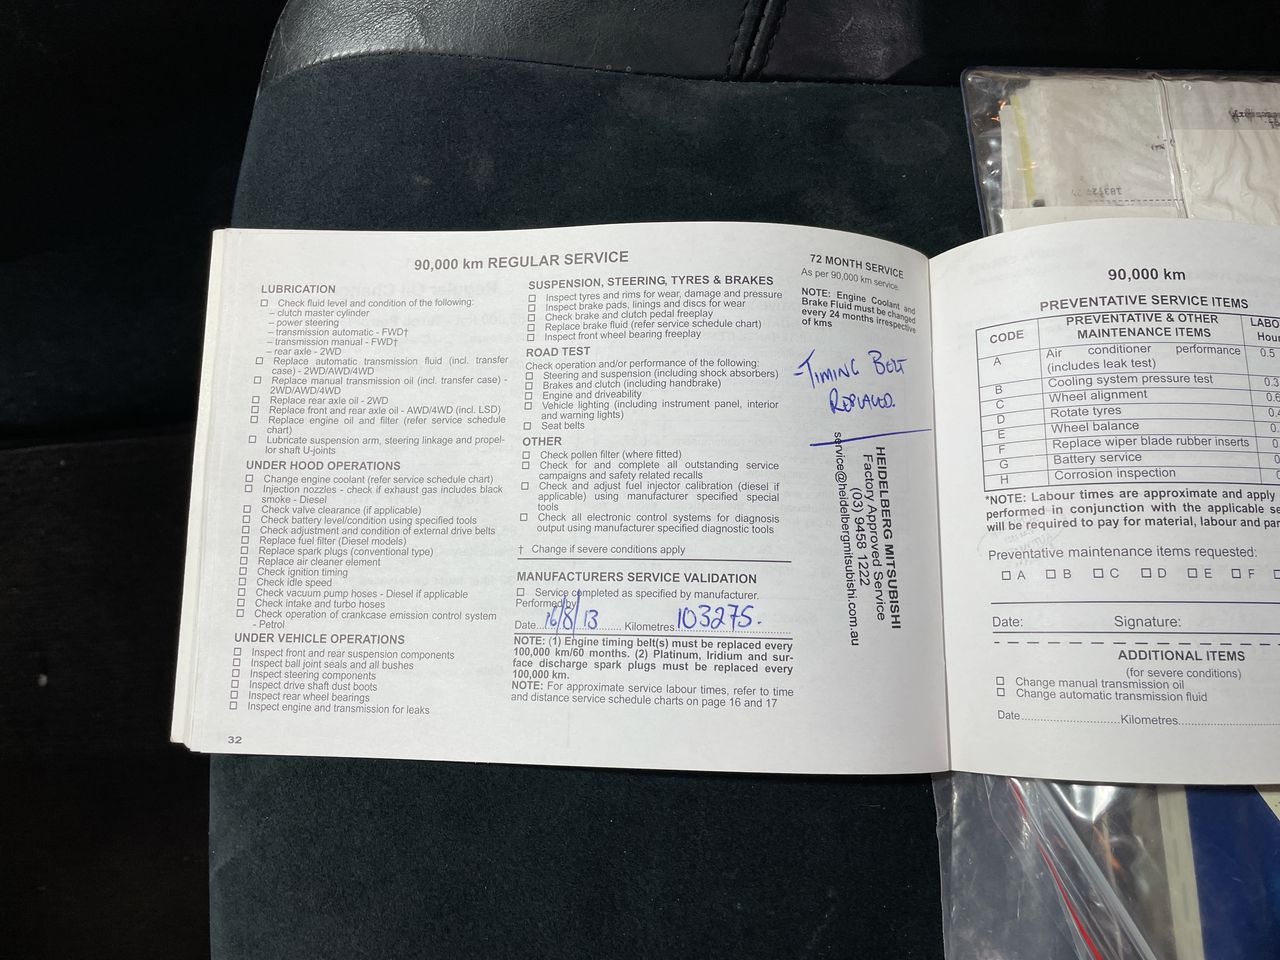 90,000 km REGULAR SERVICE
LUBRICATION
Check fluid level and condition of the following:
– clutch master cylinder
– power steering
– transmission automatic - FWD†
– transmission manual - FWD†
– rear axle - 2WD
Replace automatic transmission fluid (incl. transfer
case) - 2WD/AWD/4WD
Replace manual transmission oil (incl. transfer case) -
2WD/AWD/4WD
Replace rear axle oil - 2WD
Replace front and rear axle oil - AWD/4WD (incl. LSD)
Replace engine oil and filter (refer service schedule
chart)
Lubricate suspension arm, steering linkage and propel-
lor shaft U-joints
UNDER HOOD OPERATIONS
Change engine coolant (refer service schedule chart)
Injection nozzles - check if exhaust gas includes black
smoke - Diesel
Check valve clearance (if applicable)
Check battery level/condition using specified tools
Check adjustment and condition of external drive belts
Replace fuel filter (Diesel models)
Replace spark plugs (conventional type)
Replace air cleaner element
Check ignition timing
Check idle speed
Check vacuum pump hoses - Diesel if applicable
Check intake and turbo hoses
Check operation of crankcase emission control system
- Petrol
UNDER VEHICLE OPERATIONS
Inspect front and rear suspension components
Inspect ball joint seals and all bushes
Inspect steering components
Inspect drive shaft dust boots
Inspect rear wheel bearings
Inspect engine and transmission for leaks
32
SUSPENSION, STEERING, TYRES & BRAKES
Inspect tyres and rims for wear, damage and pressure
Inspect brake pads, linings and discs for wear
Check brake and clutch pedal freeplay
Replace brake fluid (refer service schedule chart)
Inspect front wheel bearing freeplay
ROAD TEST
Check operation and/or performance of the following:
Steering and suspension (including shock absorbers)
Brakes and clutch (including handbrake)
Engine and driveability
Vehicle lighting (including instrument panel, interior
and warning lights)
Seat belts
OTHER
Check pollen filter (where fitted)
Check for and complete all outstanding service
campaigns and safety related recalls
Check and adjust fuel injector calibration (diesel if
applicable) using manufacturer specified special
tools
Check all electronic control systems for diagnosis
output using manufacturer specified diagnostic tools
† Change if severe conditions apply
MANUFACTURERS SERVICE VALIDATION
Service completed as specified by manufacturer.
Performed by
Date 16/8/13 Kilometres 103275.
NOTE: (1) Engine timing belt(s) must be replaced every
100,000 km/60 months. (2) Platinum, Iridium and sur-
face discharge spark plugs must be replaced every
100,000 km.
NOTE: For approximate service labour times, refer to time
and distance service schedule charts on page 16 and 17
72 MONTH SERVICE
As per 90,000 km service.
NOTE: Engine Coolant and
Brake Fluid must be changed
every 24 months irrespective
of kms
- TIMING BELT
REPLACED.
HEIDELBERG MITSUBISHI
Factory Approved Service
(03) 9458 1222
service@heidelbergmitsubishi.com.au
90,000 km
PREVENTATIVE SERVICE ITEMS
CODE PREVENTATIVE & OTHER MAINTENANCE ITEMS
A Air conditioner performance (includes leak test) 0.5
B Cooling system pressure test 0.3
C Wheel alignment
D Rotate tyres
E Wheel balance
F Replace wiper blade rubber inserts
G Battery service
H Corrosion inspection
*NOTE: Labour times are approximate and apply
performed in conjunction with the applicable
will be required to pay for material, labour and
Preventative maintenance items requested:
A B C D E F
Date: Signature:
ADDITIONAL ITEMS
(for severe conditions)
Change manual transmission oil
Change automatic transmission fluid
Date Kilometres